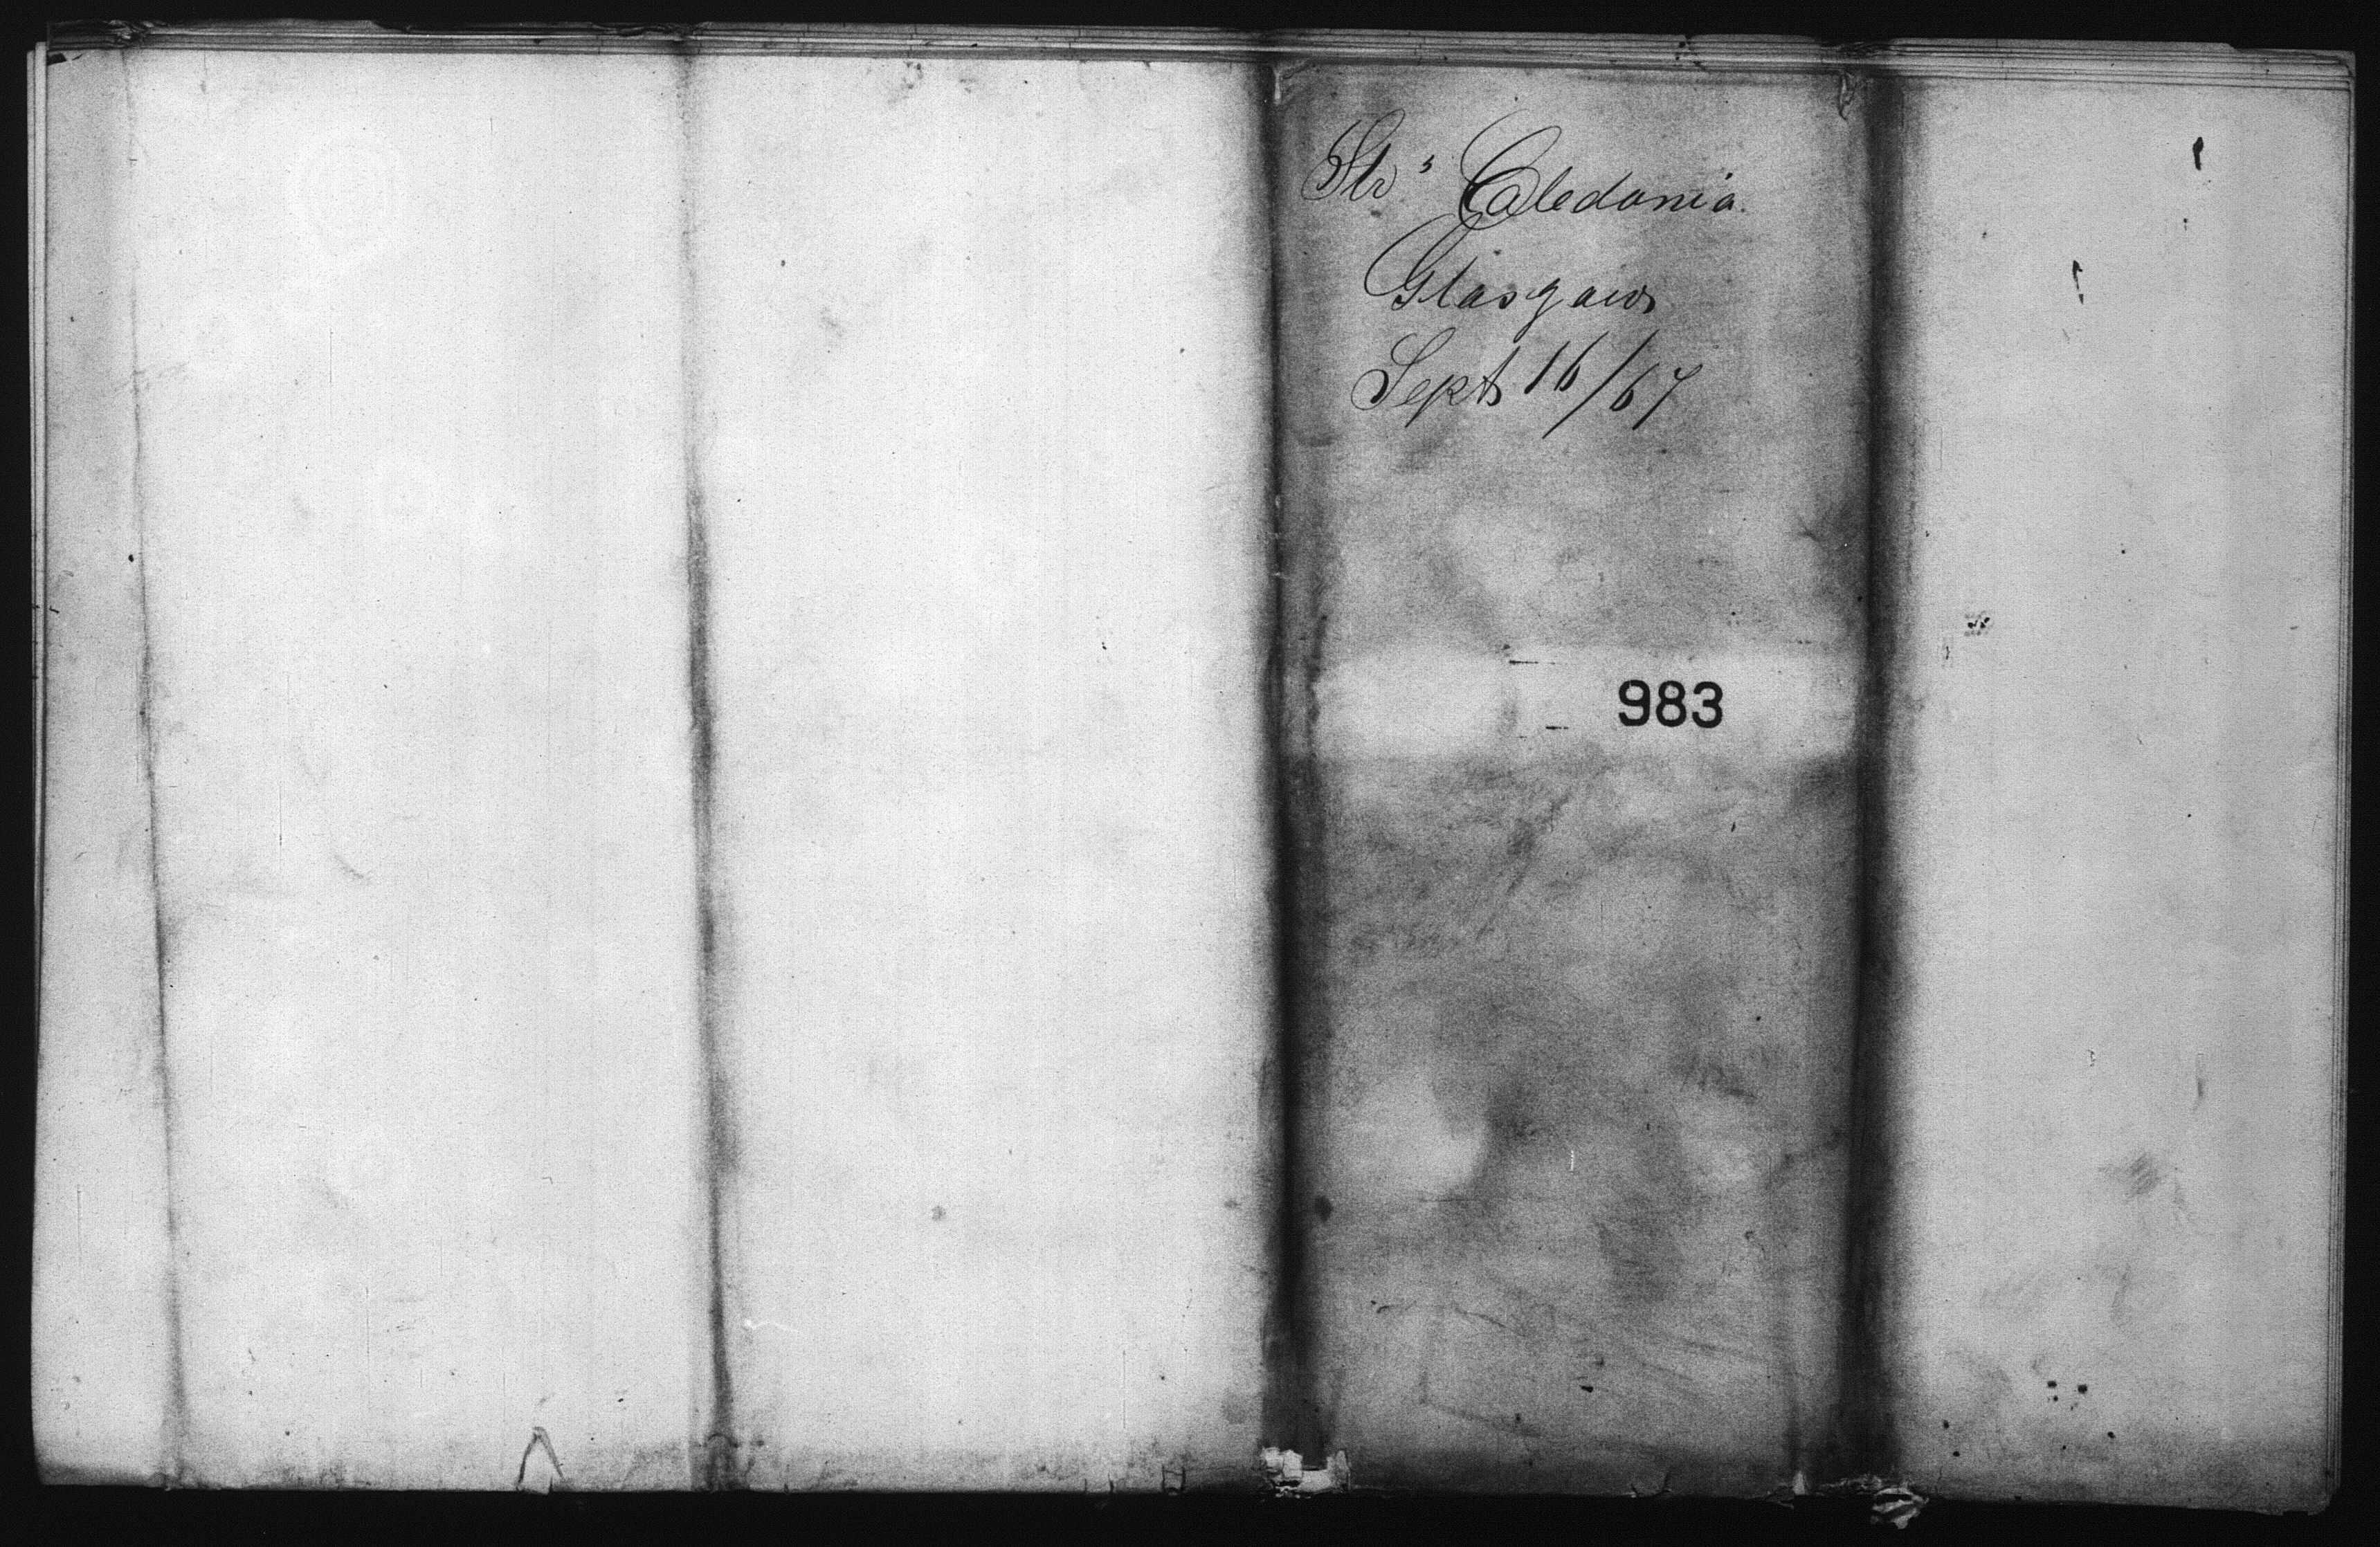 Str " Caledonia.
Glasgow
Sept 16/67
983